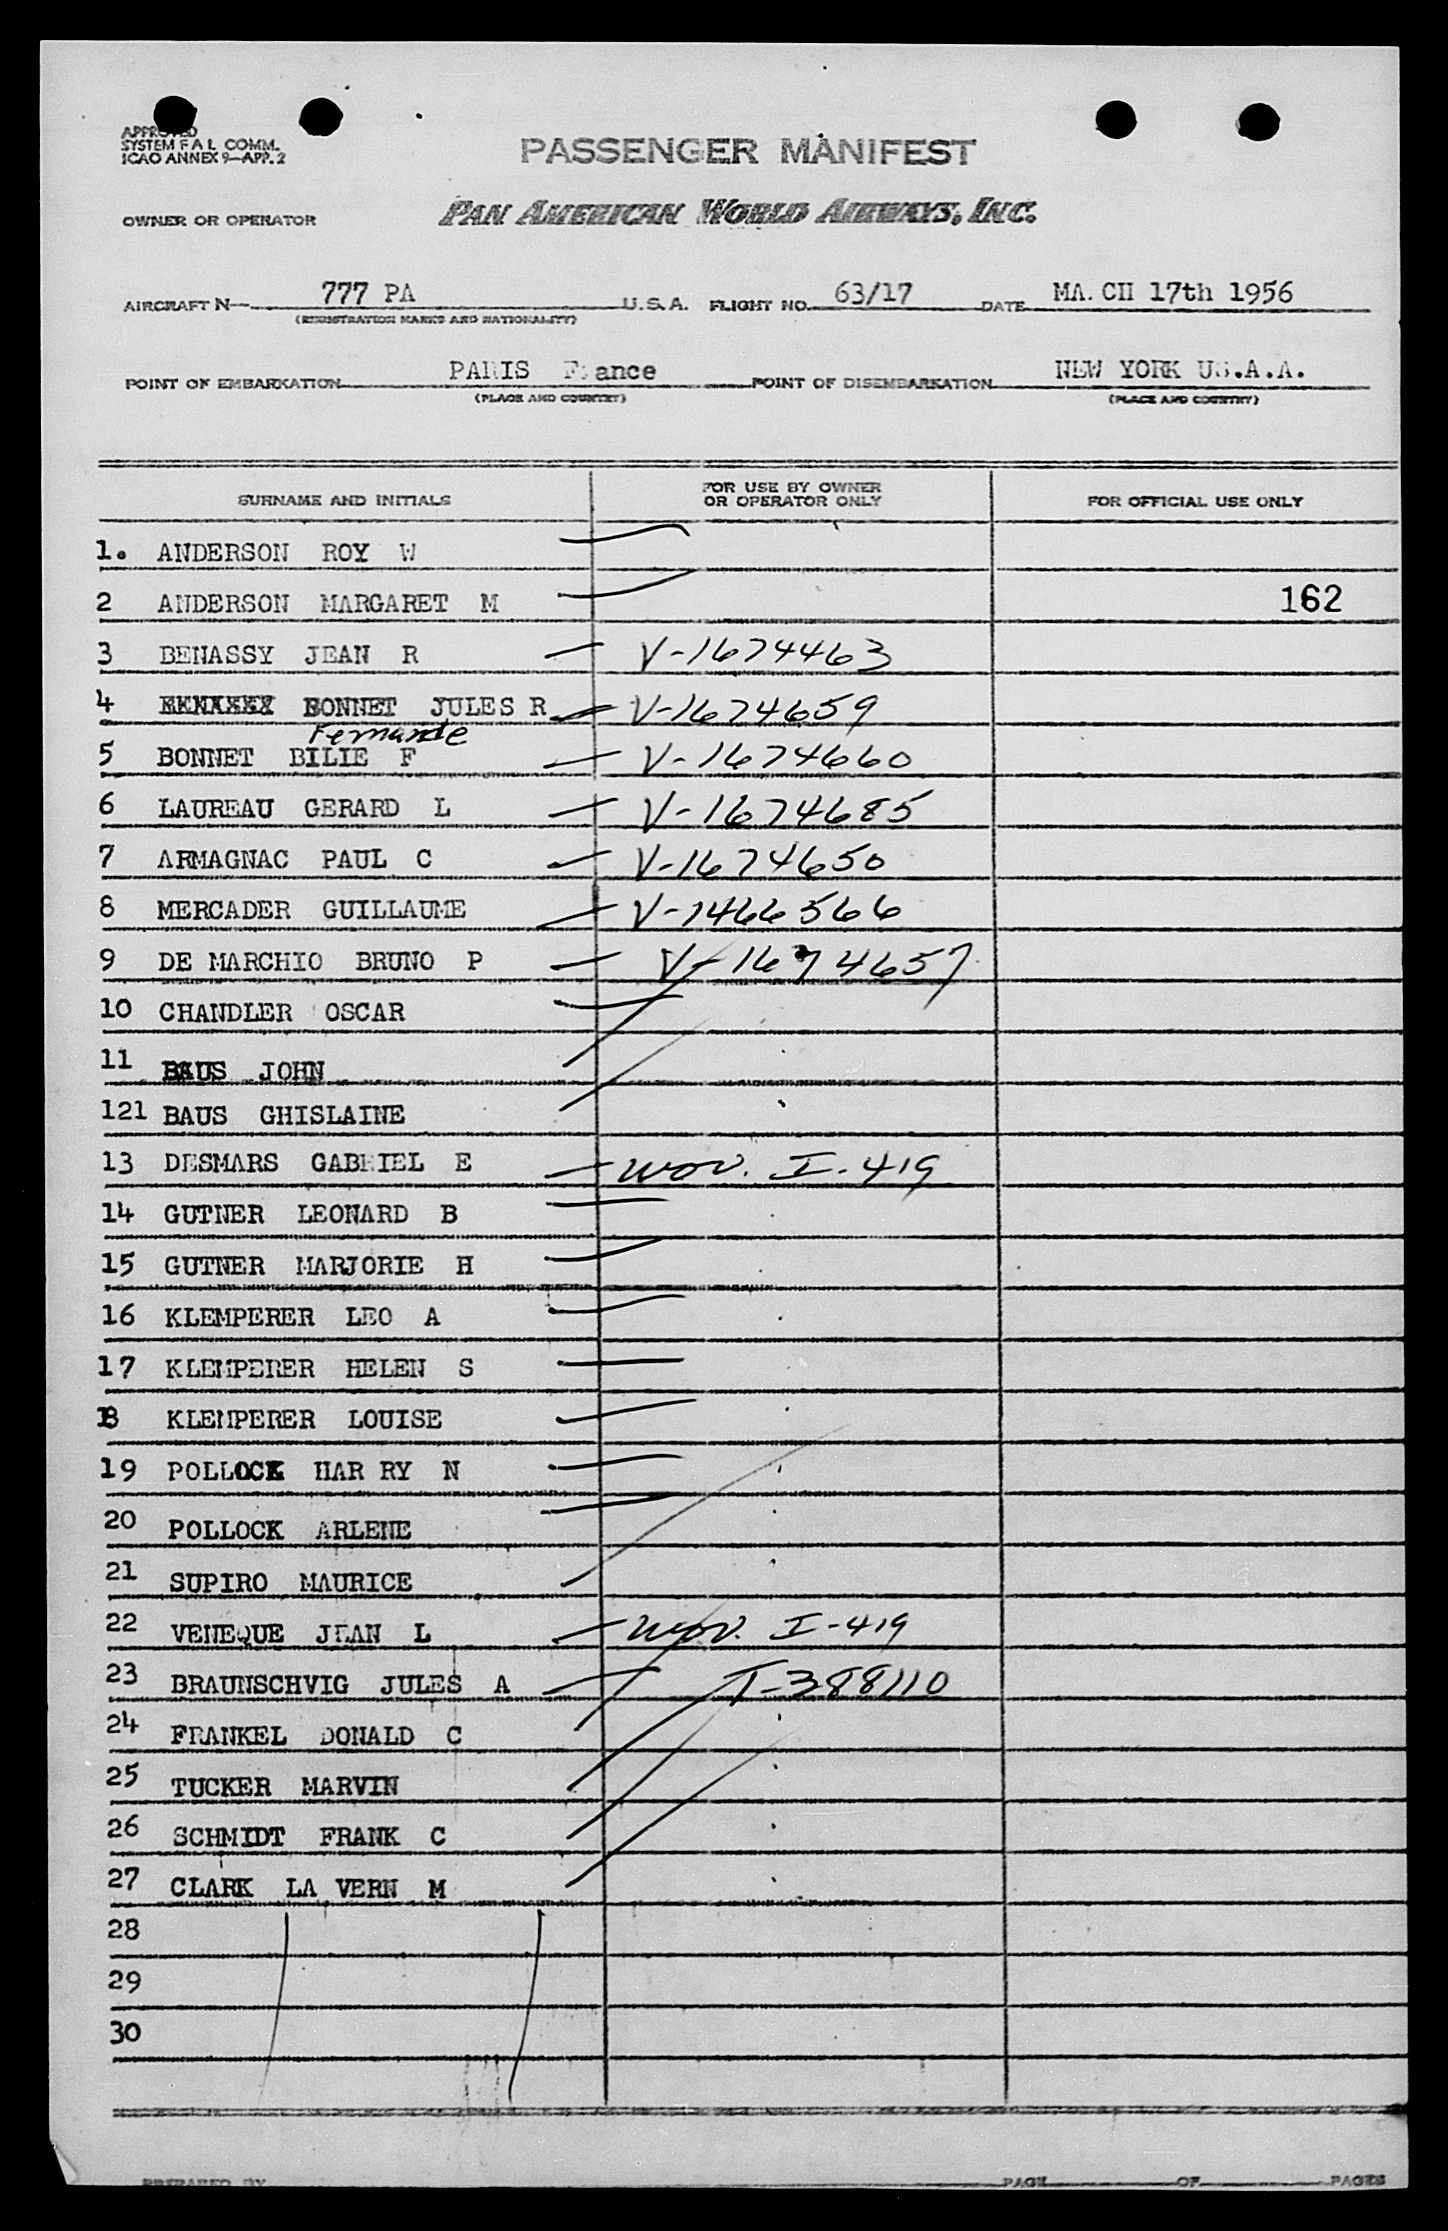 APPROVED
SYSTEM F A L COMM.
ICAO ANNEX 9—APP. 2
PASSENGER MANIFEST
OWNER OR OPERATOR PAN AMERICAN WORLD AIRWAYS, INC.
AIRCRAFT N— 777 PA U.S.A. FLIGHT NO. 63/17 DATE MA. CH 17th 1956
(REGISTRATION MARKS AND NATIONALITY)
POINT OF EMBARKATION PARIS France POINT OF DISEMBARKATION NEW YORK US.A.A.
(PLACE AND COUNTRY) (PLACE AND COUNTRY)
SURNAME AND INITIALS FOR USE BY OWNER OR OPERATOR ONLY FOR OFFICIAL USE ONLY
1. ANDERSON ROY W
2 ANDERSON MARGARET M 162
3 BENASSY JEAN R V-1674463
4 BONNET JULES R V-1674659
Fernande
5 BONNET BILIE F V-1674660
6 LAUREAU GERARD L V-1674685
7 ARMAGNAC PAUL C V-1674650
8 MERCADER GUILLAUME V-1466566
9 DE MARCHIO BRUNO P V-1674657
10 CHANDLER OSCAR
11 BAUS JOHN
121 BAUS GHISLAINE
13 DESMARS GABRIEL E wov. I-419
14 GUTNER LEONARD B
15 GUTNER MARJORIE H
16 KLEMPERER LEO A
17 KLEMPERER HELEN S
18 KLEMPERER LOUISE
19 POLLOCK HAR RY N
20 POLLOCK ARLENE
21 SUPIRO MAURICE
22 VENEQUE JEAN L wov. I-419
23 BRAUNSCHVIG JULES A I-388110
24 FRANKEL DONALD C
25 TUCKER MARVIN
26 SCHMIDT FRANK C
27 CLARK LA VERN M
28
29
30
PREPARED BY PAGE OF PAGES